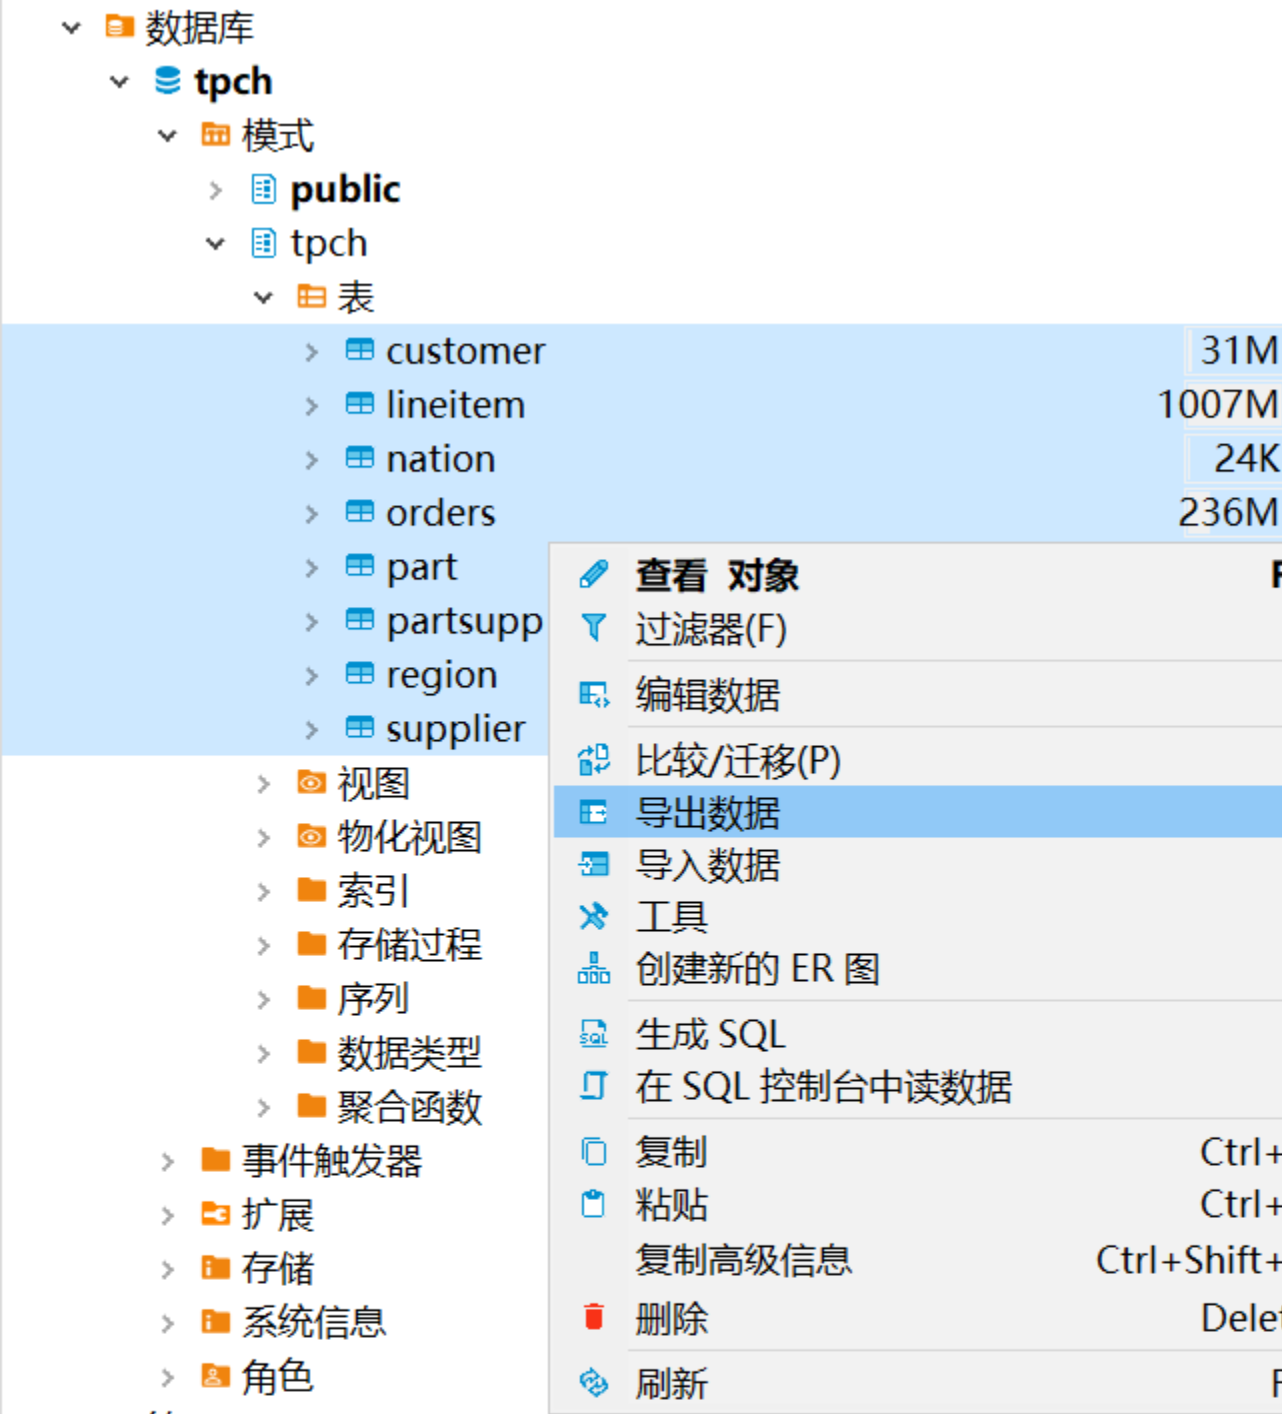 数据库
tpch
模式
public
tpch
表
customer 31M
lineitem 1007M
nation 24K
orders 236M
part
partsupp
region
supplier
视图
物化视图
索引
存储过程
序列
数据类型
聚合函数
事件触发器
扩展
存储
系统信息
角色
查看 对象
过滤器(F)
编辑数据
比较/迁移(P)
导出数据
导入数据
工具
创建新的 ER 图
生成 SQL
在 SQL 控制台中读数据
复制 Ctrl+
粘贴 Ctrl+
复制高级信息 Ctrl+Shift+
删除 Delet
刷新 F